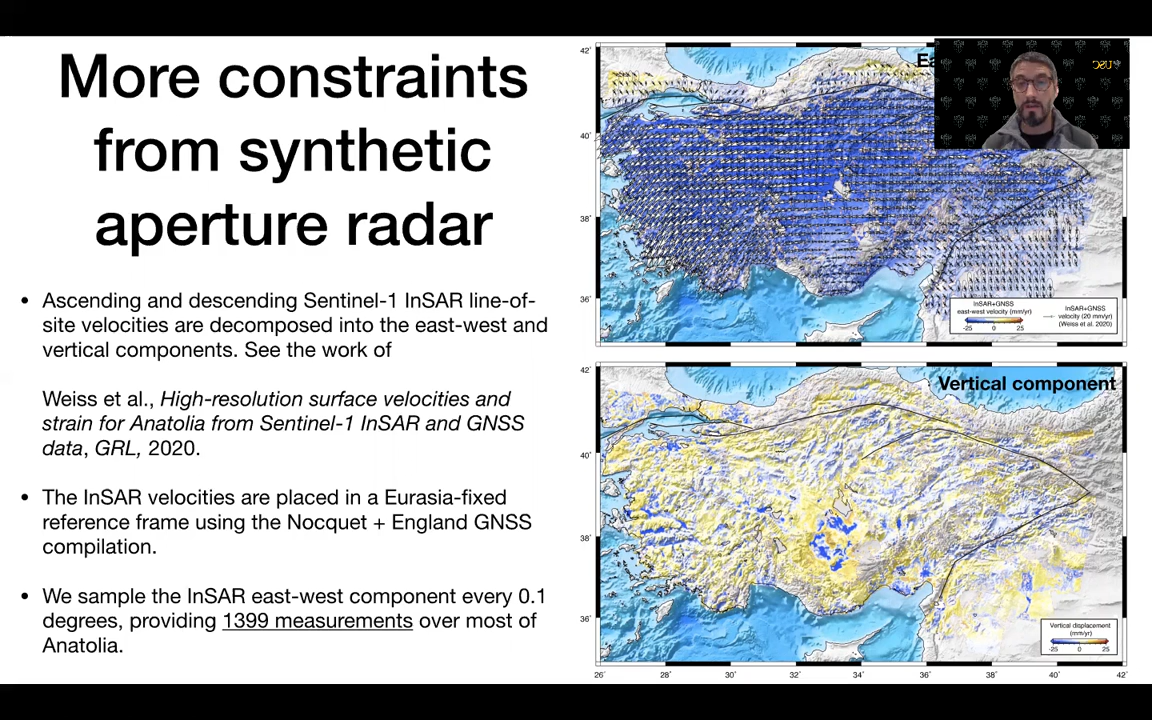 More constraints
from synthetic
aperture radar
• Ascending and descending Sentinel-1 InSAR line-of-
site velocities are decomposed into the east-west and
vertical components. See the work of
Weiss et al., High-resolution surface velocities and
strain for Anatolia from Sentinel-1 InSAR and GNSS
data, GRL, 2020.
• The InSAR velocities are placed in a Eurasia-fixed
reference frame using the Nocquet + England GNSS
compilation.
• We sample the InSAR east-west component every 0.1
degrees, providing 1399 measurements over most of
Anatolia.
42°
40°
38°
36°
InSAR+GNSS
east-west velocity (mm/yr)
-25 0 25
InSAR+GNSS
velocity (20 mm/yr)
(Weiss et al. 2020)
Vertical component
42°
40°
38°
36°
Vertical displacement
(mm/yr)
-25 0 25
26° 28° 30° 32° 34° 36° 38° 40° 42°